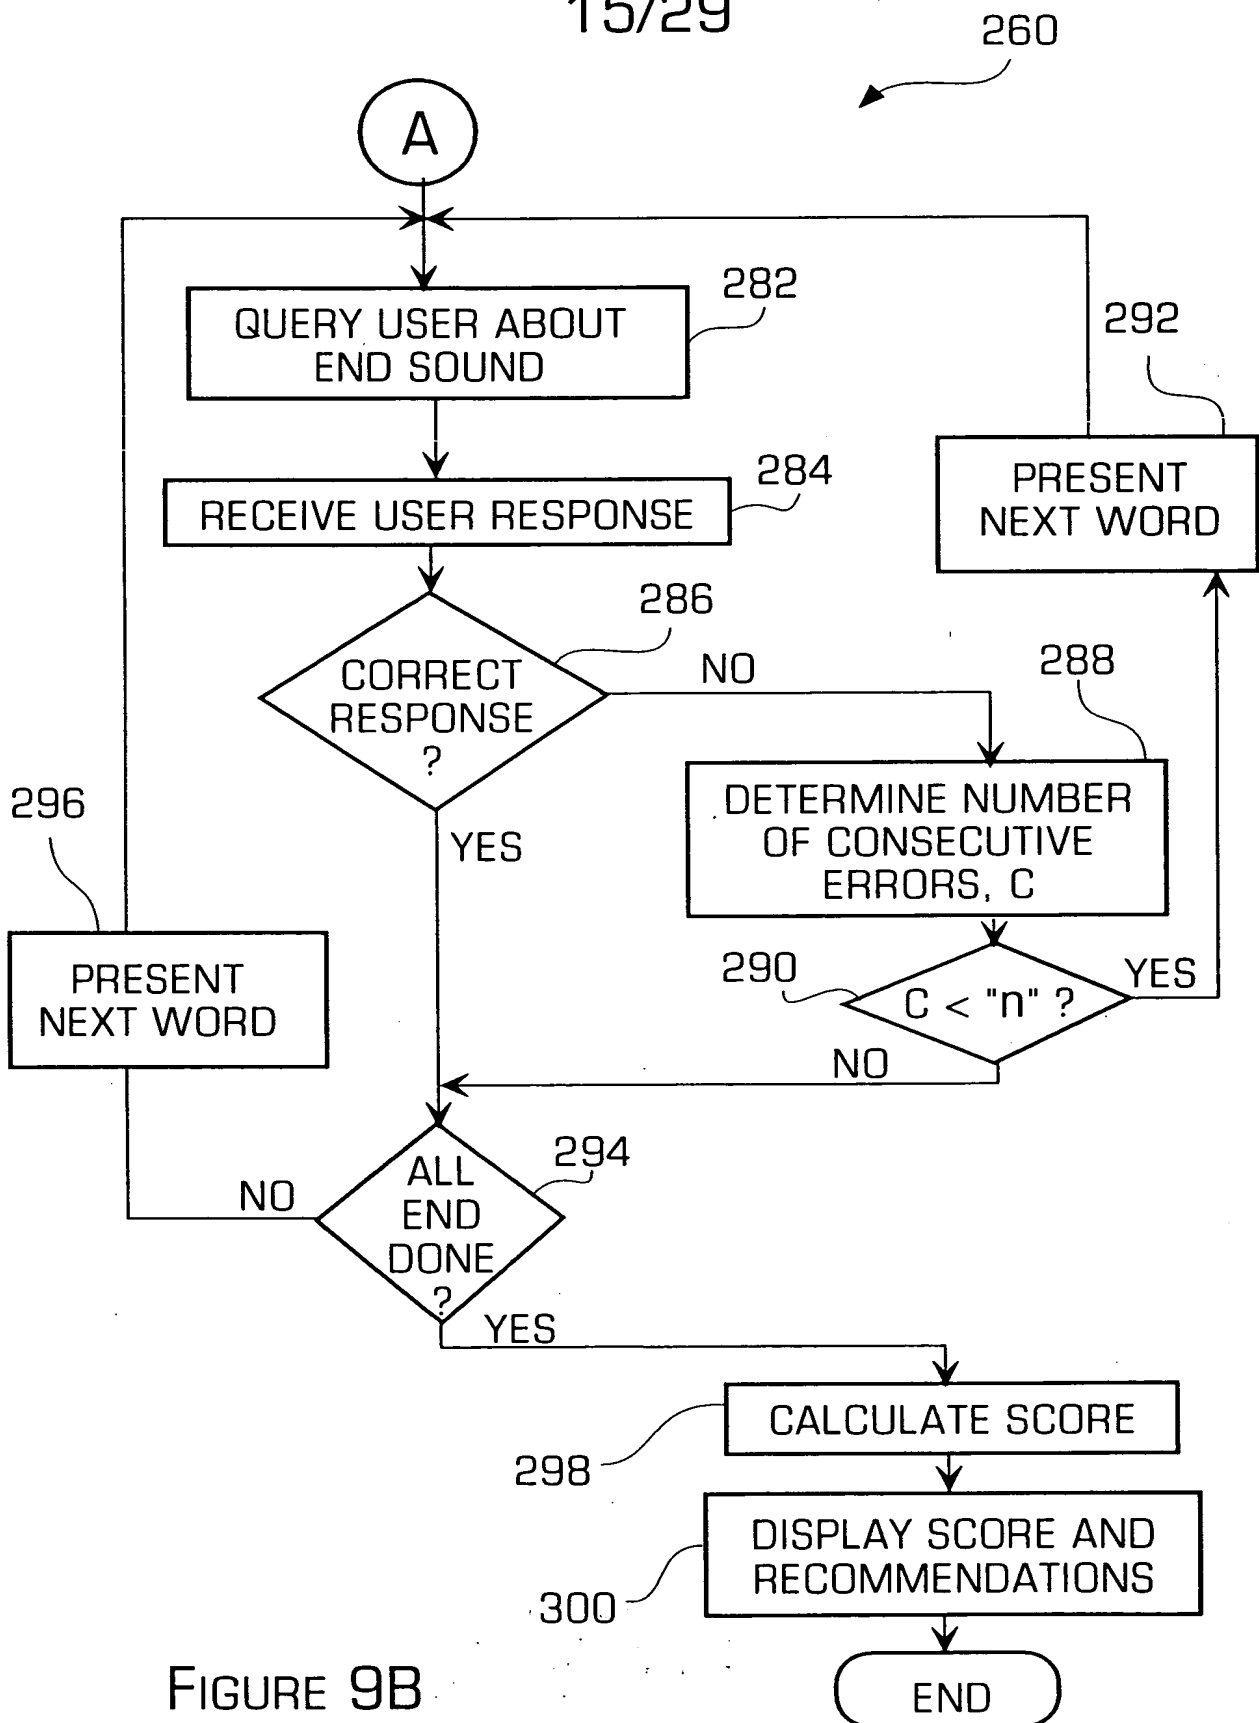 15/29
260
A
282
QUERY USER ABOUT
END SOUND
292
PRESENT
NEXT WORD
284
RECEIVE USER RESPONSE
286
CORRECT
RESPONSE
?
NO
288
DETERMINE NUMBER
OF CONSECUTIVE
ERRORS, C
YES
296
PRESENT
NEXT WORD
290
C < "n" ?
YES
NO
294
ALL
END
DONE
?
NO
YES
CALCULATE SCORE
298
DISPLAY SCORE AND
RECOMMENDATIONS
300
END
FIGURE 9B